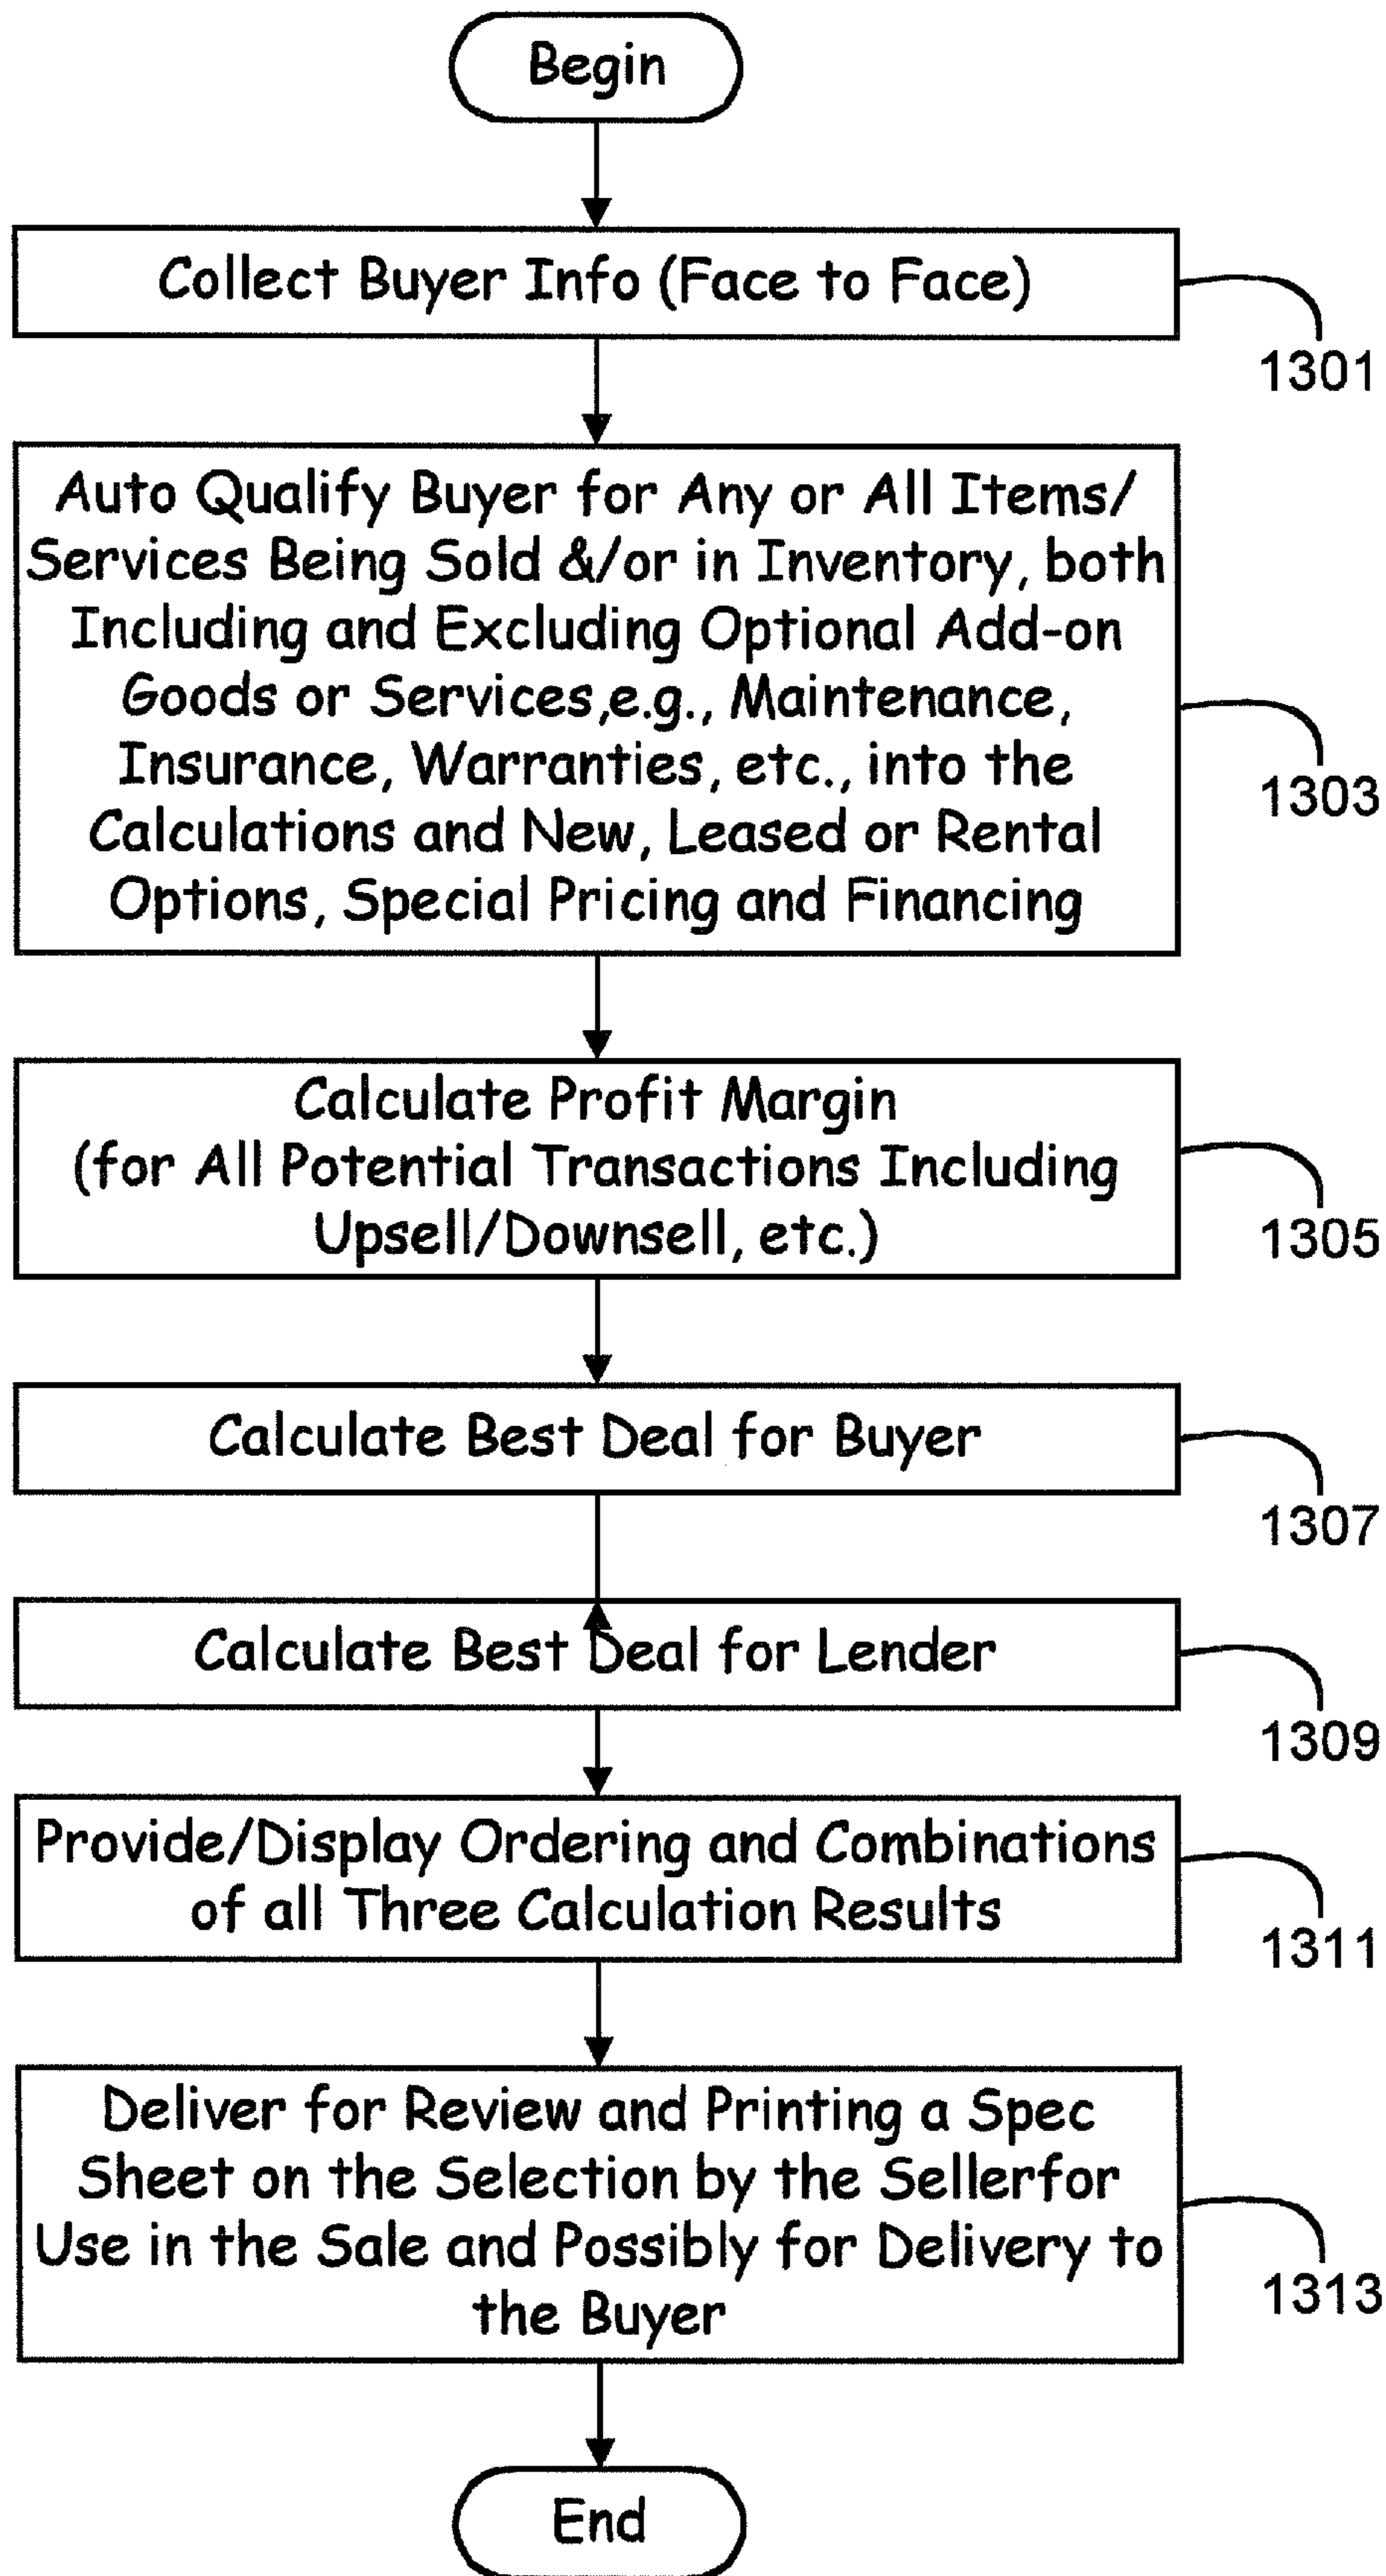 Begin
Collect Buyer Info (Face to Face)
1301
Auto Qualify Buyer for Any or All Items/
Services Being Sold &/or in Inventory, both
Including and Excluding Optional Add-on
Goods or Services,e.g., Maintenance,
Insurance, Warranties, etc., into the
Calculations and New, Leased or Rental
Options, Special Pricing and Financing
1303
Calculate Profit Margin
(for All Potential Transactions Including
Upsell/Downsell, etc.)
1305
Calculate Best Deal for Buyer
1307
Calculate Best Deal for Lender
1309
Provide/Display Ordering and Combinations
of all Three Calculation Results
1311
Deliver for Review and Printing a Spec
Sheet on the Selection by the Sellerfor
Use in the Sale and Possibly for Delivery to
the Buyer
1313
End